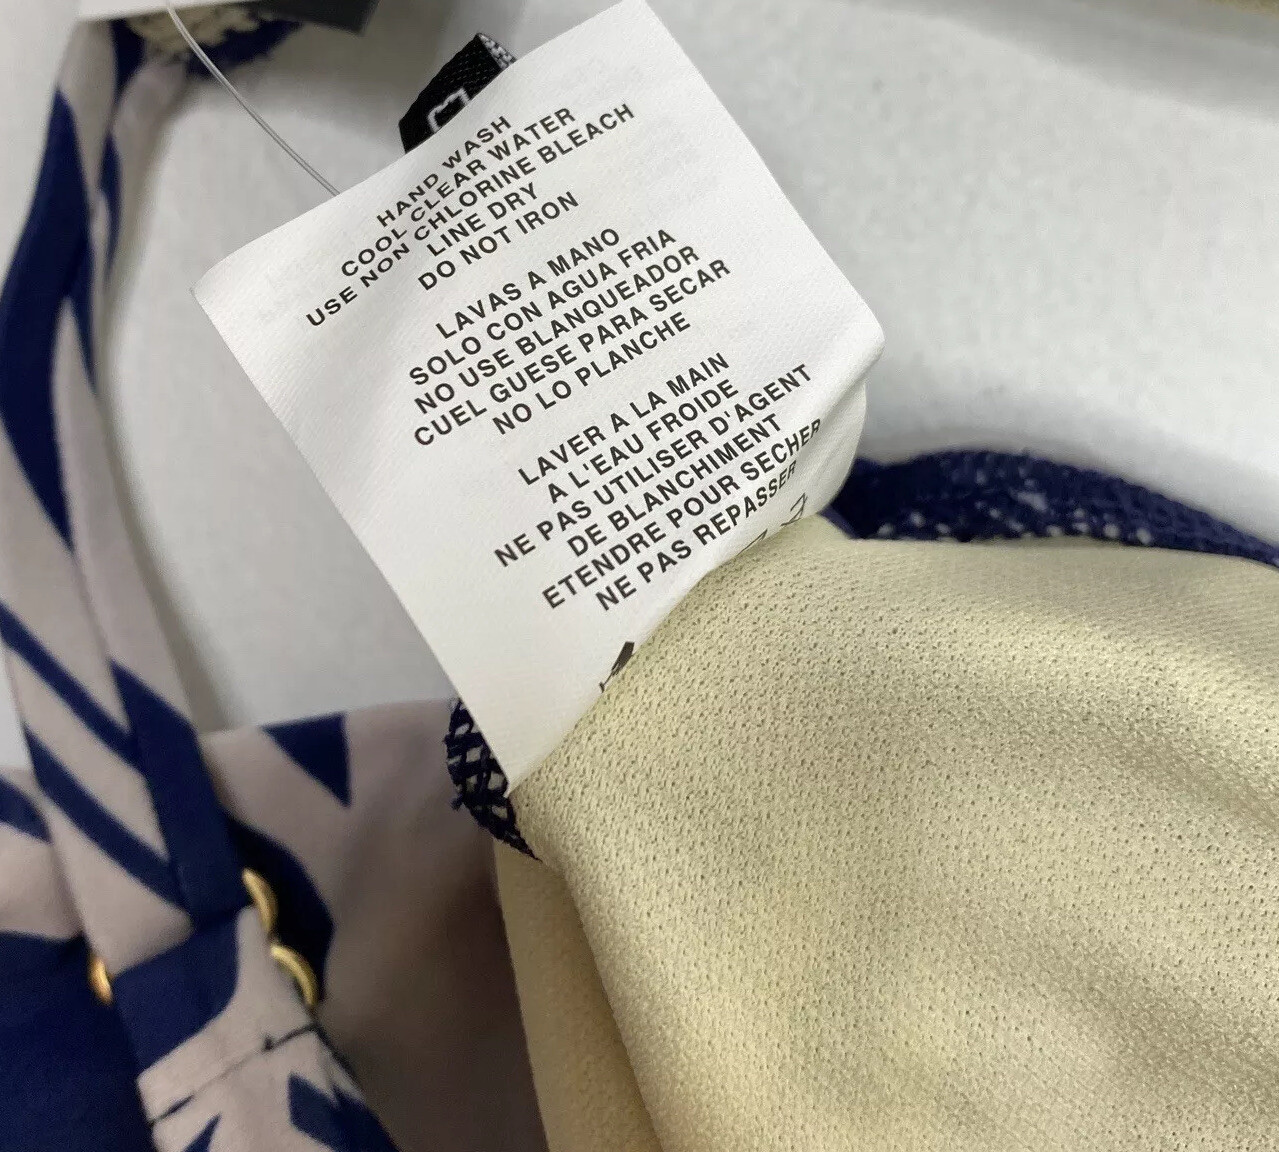 HAND WASH
COOL CLEAR WATER
USE NON CHLORINE BLEACH
LINE DRY
DO NOT IRON
LAVAS A MANO
SOLO CON AGUA FRIA
NO USE BLANQUEADOR
CUEL GUESE PARA SECAR
NO LO PLANCHE
LAVER A LA MAIN
A L'EAU FROIDE
NE PAS UTILISER D'AGENT
DE BLANCHIMENT
ETENDRE POUR SECHER
NE PAS REPASSER